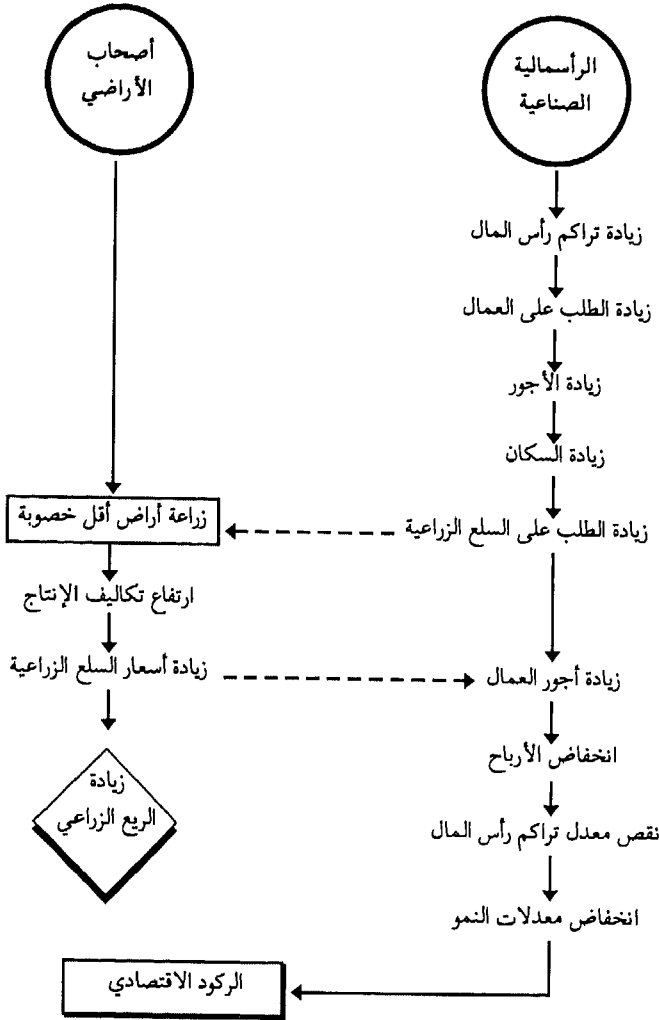 الرأسمالية
الصناعية
زيادة تراكم رأس المال
زيادة الطلب على العمال
زيادة الأجور
زيادة السكان
زيادة الطلب على السلع الزراعية
زيادة أجور العمال
انخفاض الأرباح
نقص معدل تراكم رأس المال
انخفاض معدلات النمو
أصحاب
الأراضي
زراعة أراض أقل خصوبة
ارتفاع تكاليف الإنتاج
زيادة أسعار السلع الزراعية
زيادة
الريع الزراعي
الركود الاقتصادي